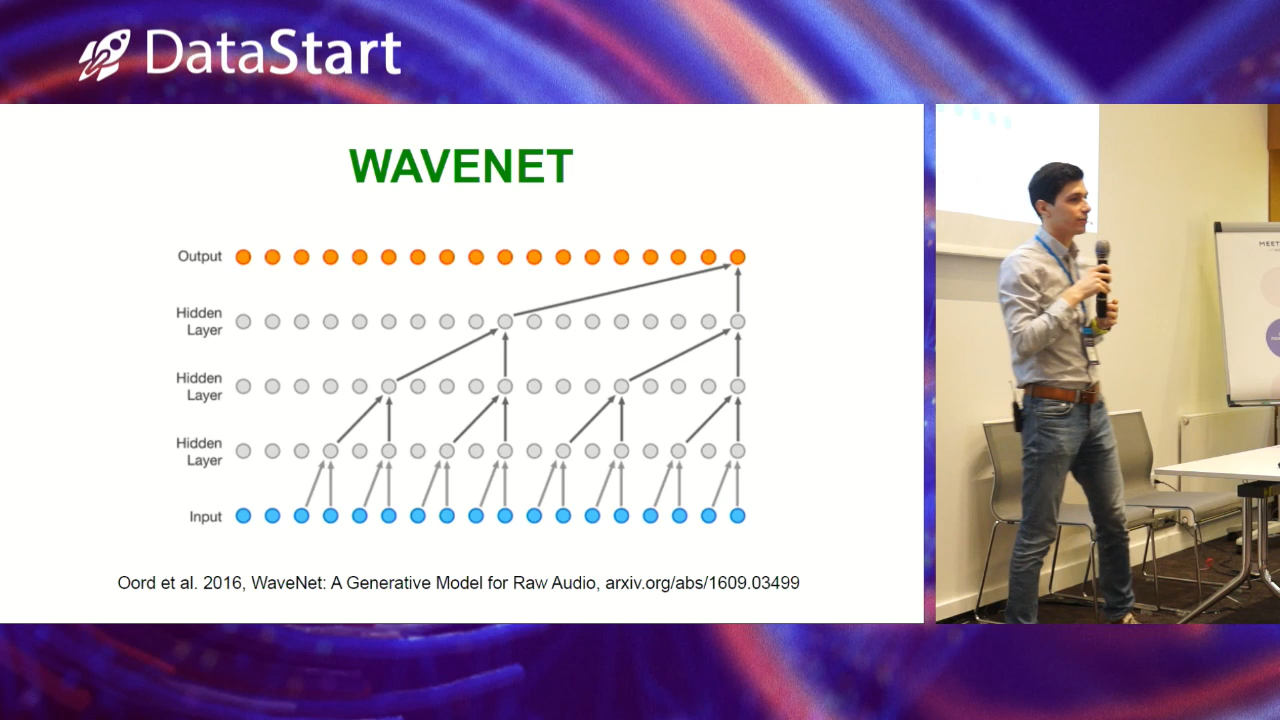 DataStart
WAVENET
Output
Hidden
Layer
Hidden
Layer
Hidden
Layer
Input
Oord et al. 2016, WaveNet: A Generative Model for Raw Audio, arxiv.org/abs/1609.03499
MEET